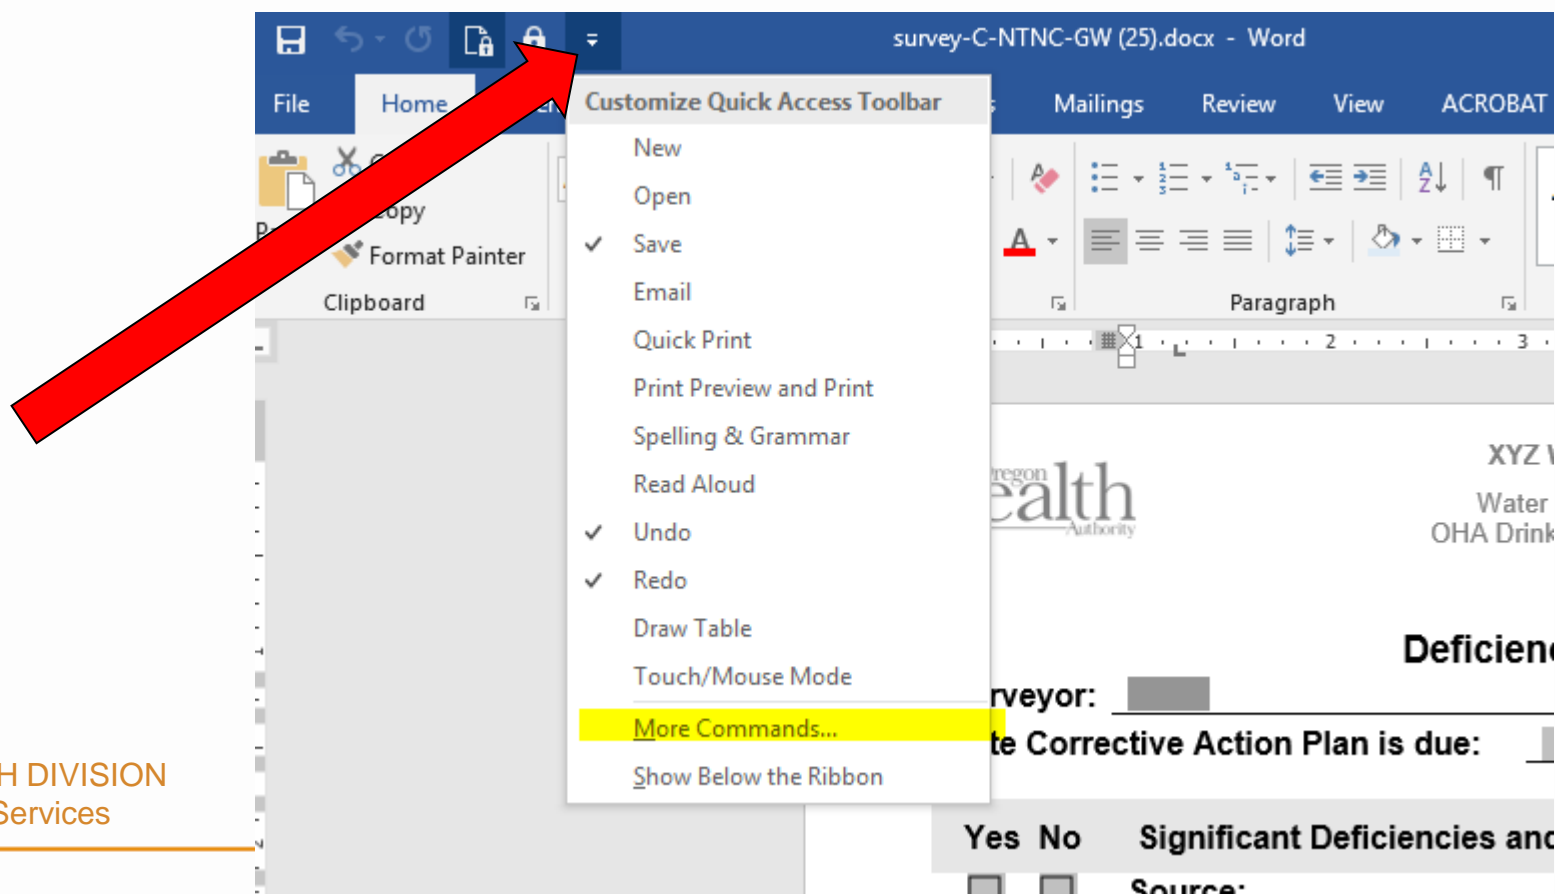 survey-C-NTNC-GW (25).docx - Word
File Home Mailings Review View ACROBAT
Customize Quick Access Toolbar
New
Open
Save
Email
Quick Print
Print Preview and Print
Spelling & Grammar
Read Aloud
Undo
Redo
Draw Table
Touch/Mouse Mode
More Commands...
Show Below the Ribbon
Format Painter
Clipboard
Paragraph
1 2 3
Authority
XYZ
Water
OHA Drink
Deficien
rveyor:
te Corrective Action Plan is due:
Yes No Significant Deficiencies and
Source:
H DIVISION
Services